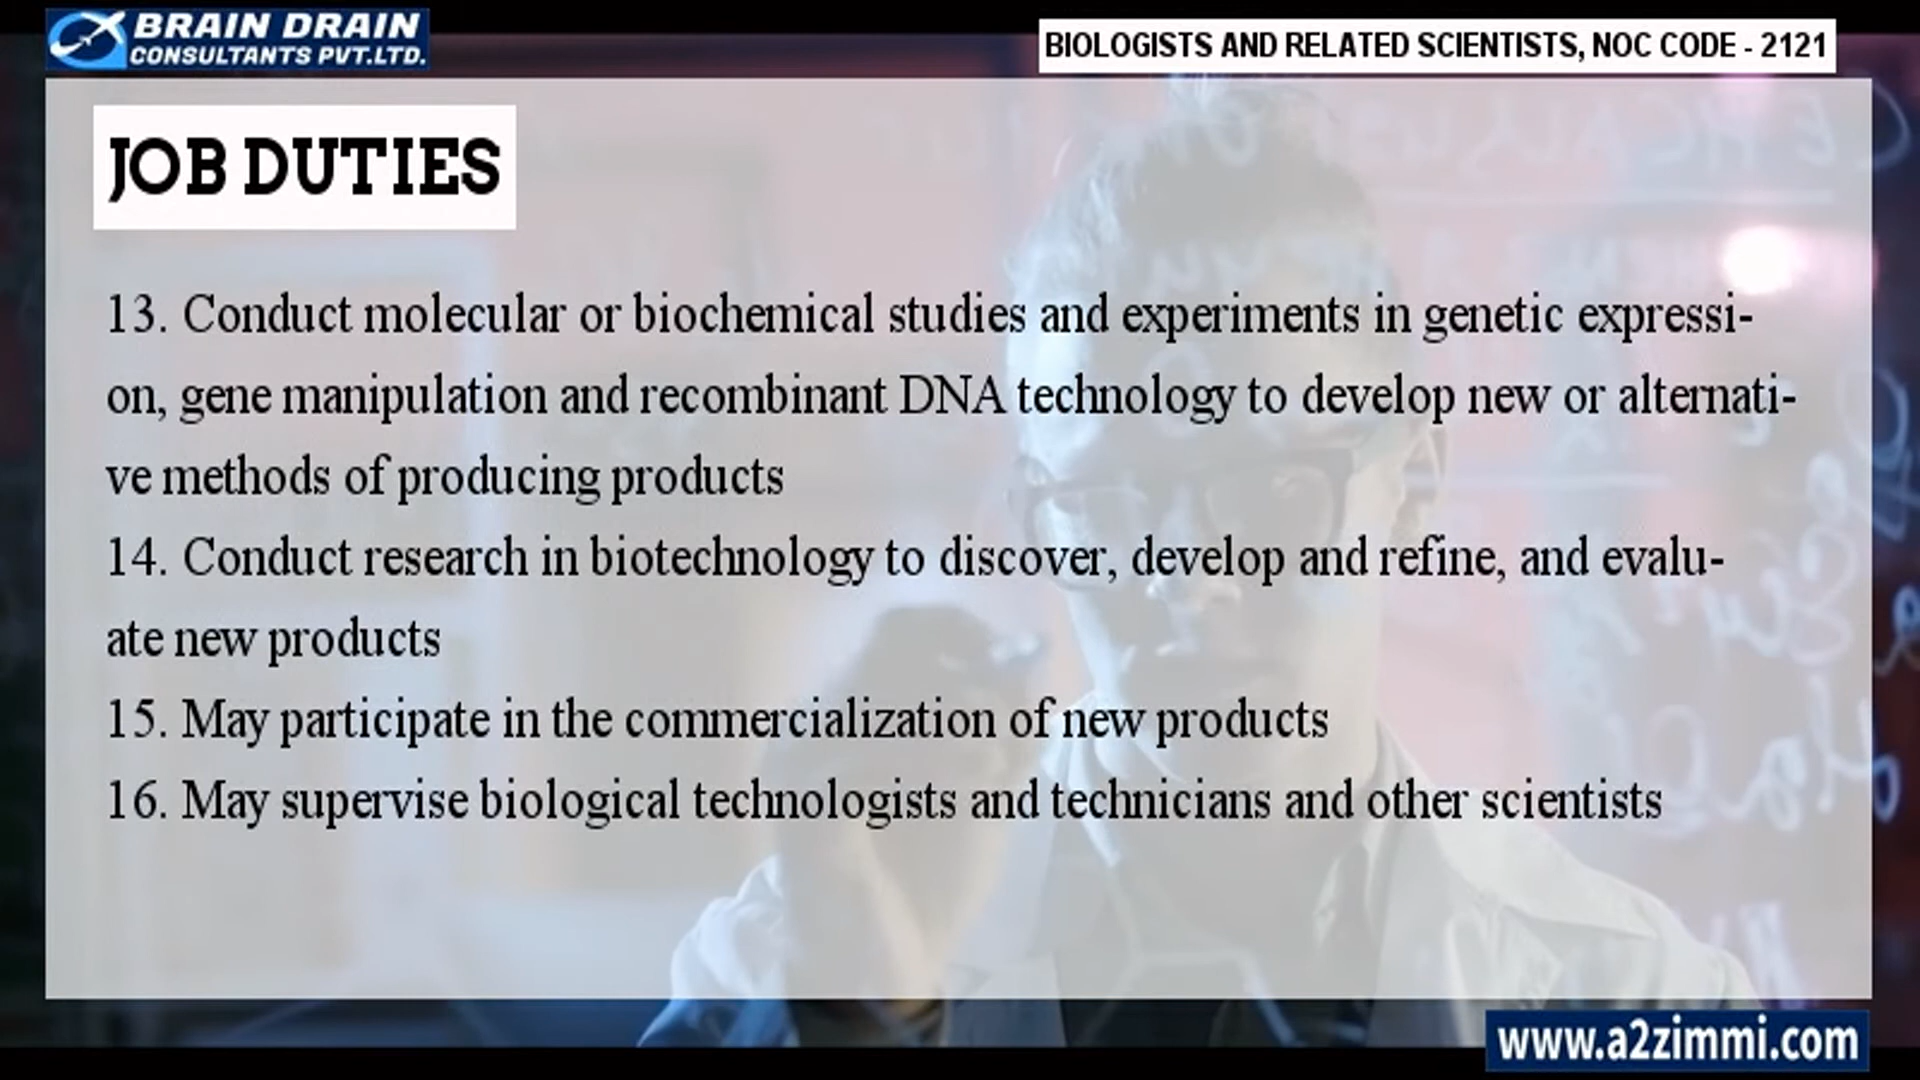 BRAIN DRAIN
CONSULTANTS PVT.LTD.
BIOLOGISTS AND RELATED SCIENTISTS, NOC CODE - 2121
JOB DUTIES
13. Conduct molecular or biochemical studies and experiments in genetic expressi-
on, gene manipulation and recombinant DNA technology to develop new or alternati-
ve methods of producing products
14. Conduct research in biotechnology to discover, develop and refine, and evalu-
ate new products
15. May participate in the commercialization of new products
16. May supervise biological technologists and technicians and other scientists
www.a2zimmi.com